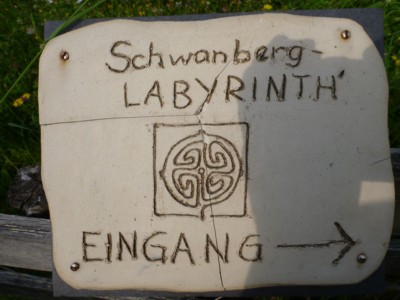 Schwanberg-
LABYRINTH
EINGANG →